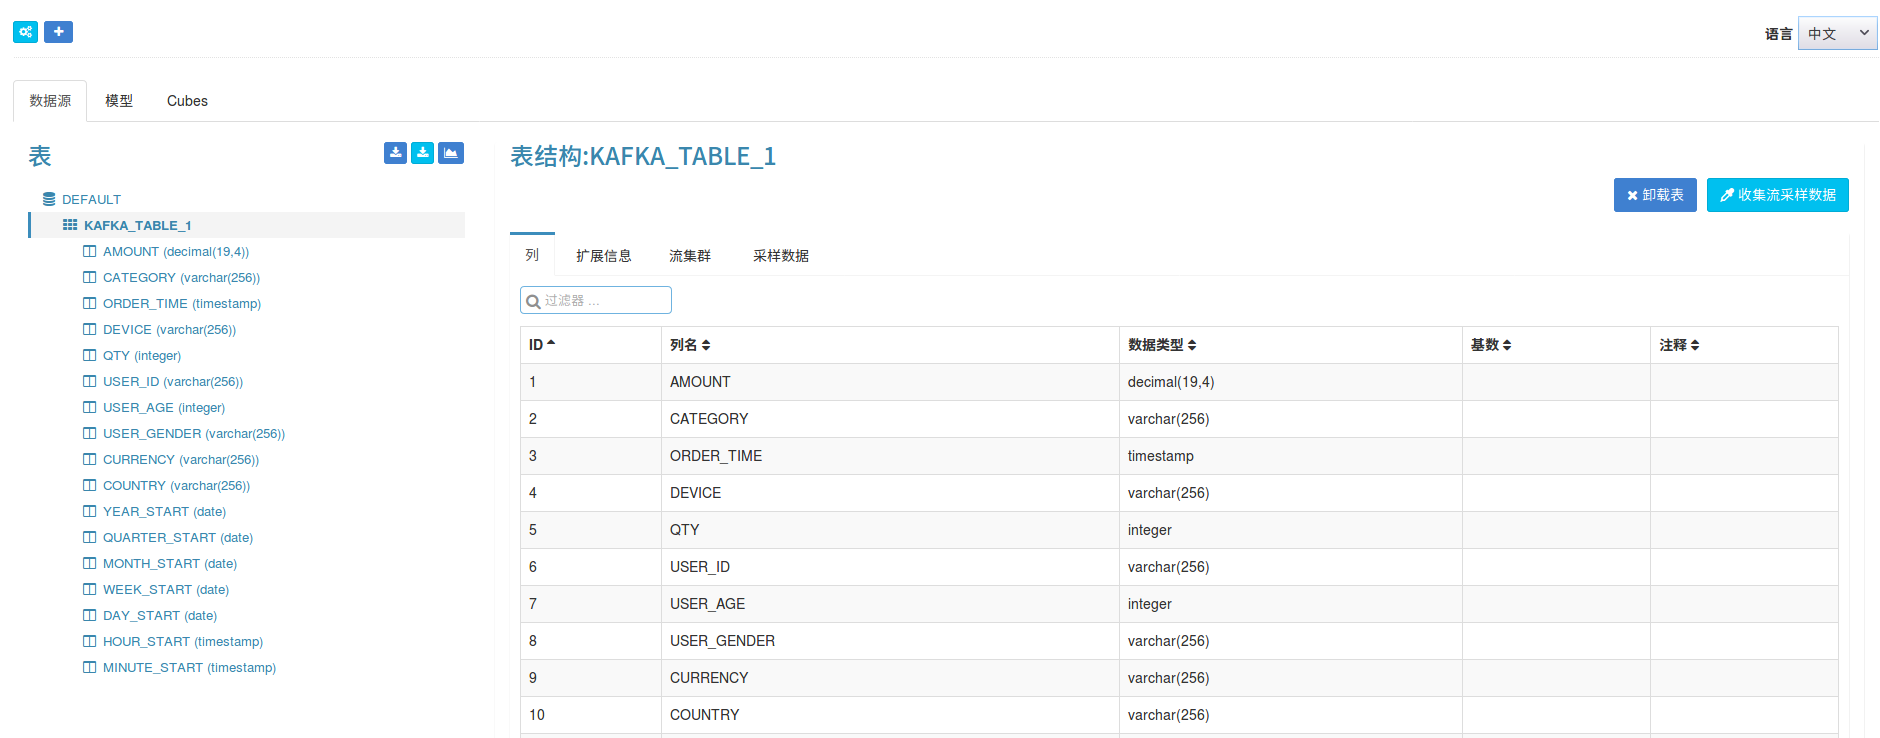 语言 中文
数据源 模型 Cubes
表
DEFAULT
KAFKA_TABLE_1
AMOUNT (decimal(19,4))
CATEGORY (varchar(256))
ORDER_TIME (timestamp)
DEVICE (varchar(256))
QTY (integer)
USER_ID (varchar(256))
USER_AGE (integer)
USER_GENDER (varchar(256))
CURRENCY (varchar(256))
COUNTRY (varchar(256))
YEAR_START (date)
QUARTER_START (date)
MONTH_START (date)
WEEK_START (date)
DAY_START (date)
HOUR_START (timestamp)
MINUTE_START (timestamp)
表结构:KAFKA_TABLE_1
卸载表 收集流采样数据
列 扩展信息 流集群 采样数据
过滤器 ...
ID 列名 数据类型 基数 注释
1 AMOUNT decimal(19,4)
2 CATEGORY varchar(256)
3 ORDER_TIME timestamp
4 DEVICE varchar(256)
5 QTY integer
6 USER_ID varchar(256)
7 USER_AGE integer
8 USER_GENDER varchar(256)
9 CURRENCY varchar(256)
10 COUNTRY varchar(256)